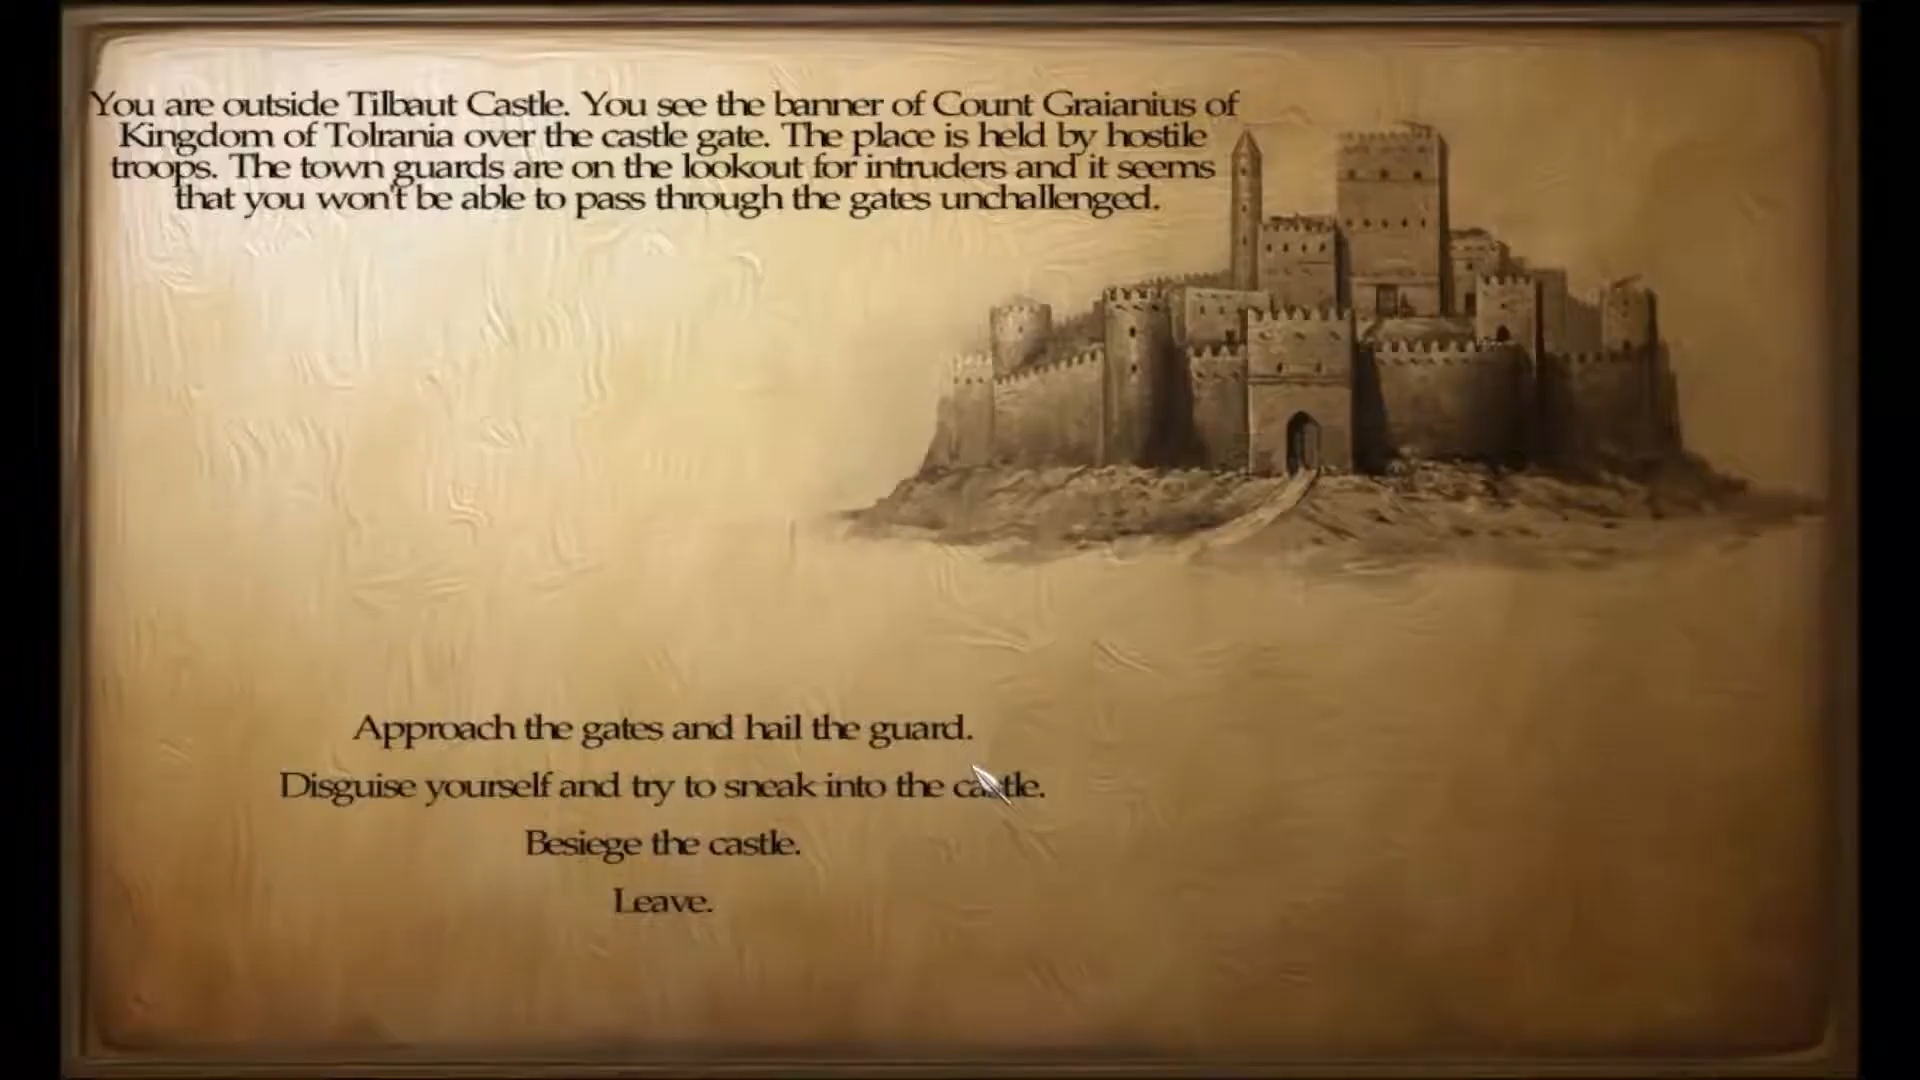 You are outside Tilbaut Castle. You see the banner of Count Graianius of
Kingdom of Tolrania over the castle gate. The place is held by hostile
troops. The town guards are on the lookout for intruders and it seems
that you won't be able to pass through the gates unchallenged.
Approach the gates and hail the guard.
Disguise yourself and try to sneak into the castle.
Besiege the castle.
Leave.